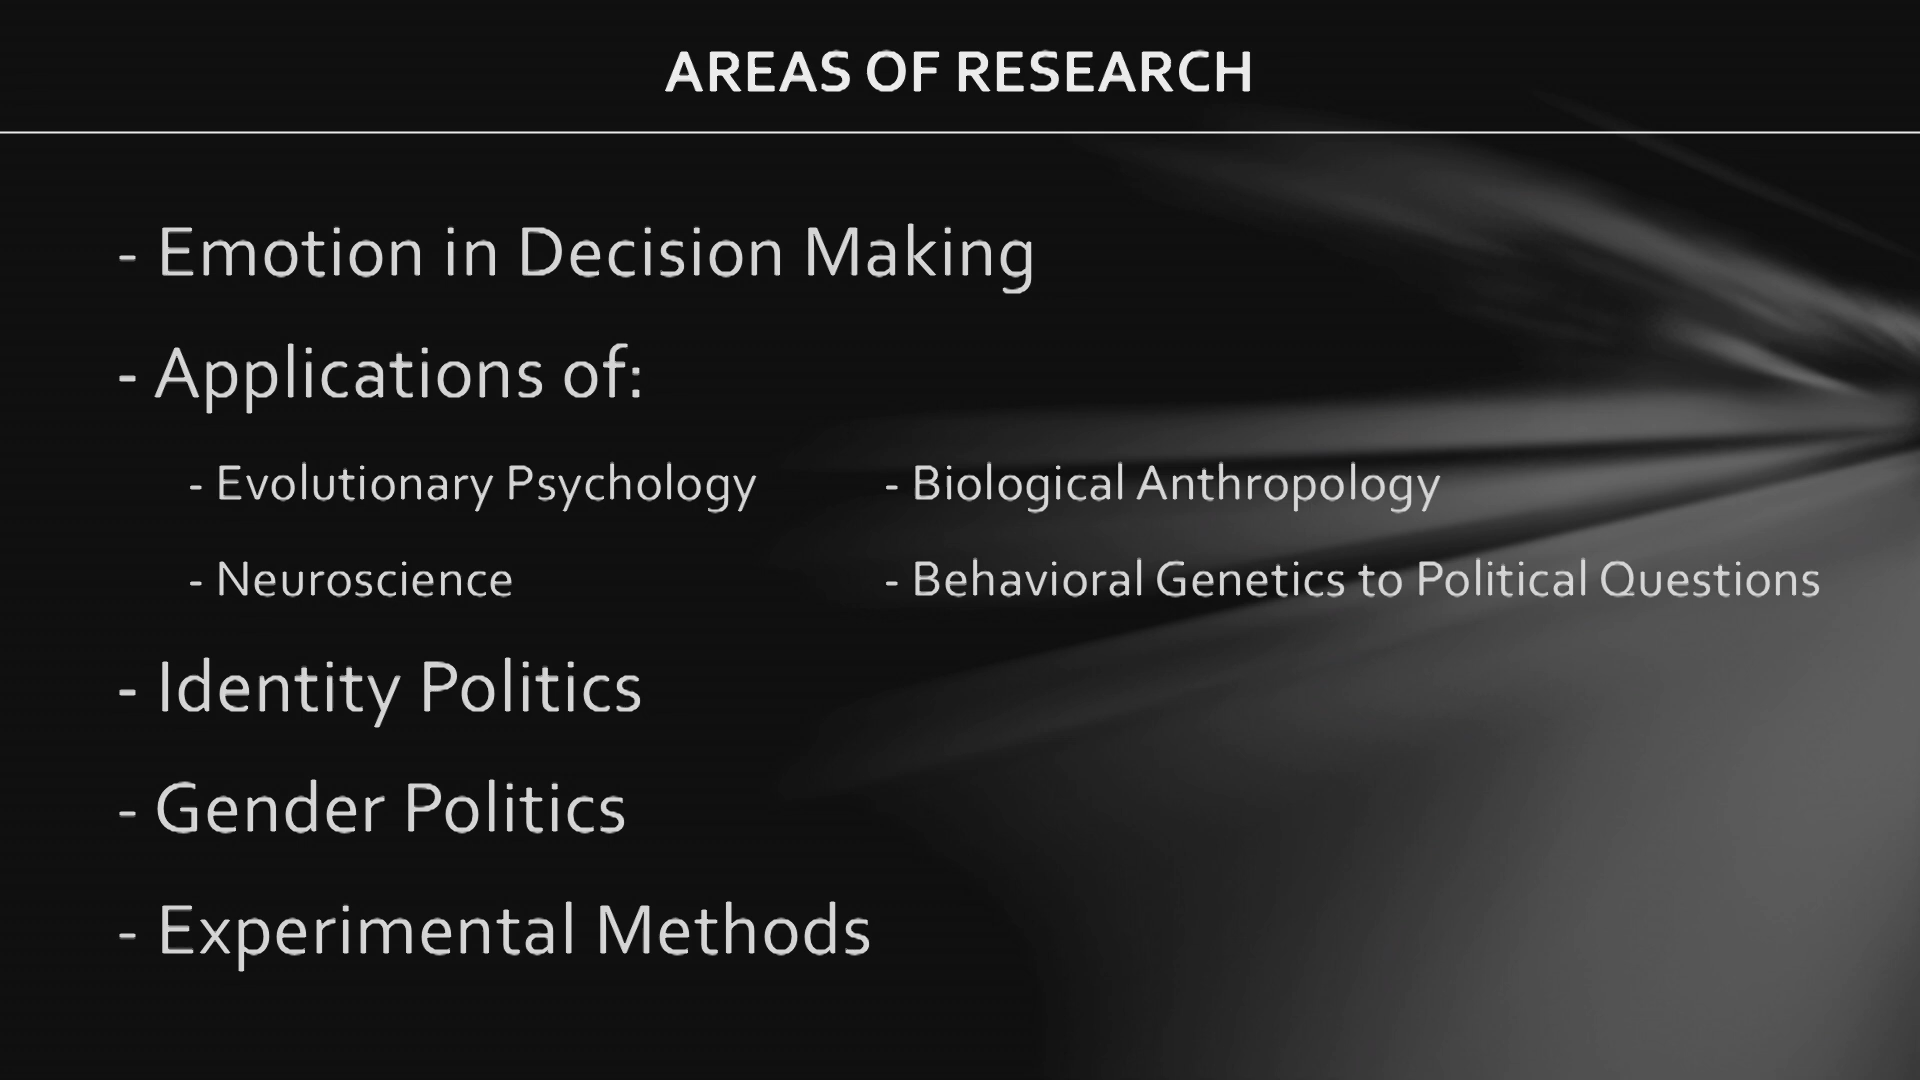 AREAS OF RESEARCH
- Emotion in Decision Making
- Applications of:
- Evolutionary Psychology - Biological Anthropology
- Neuroscience - Behavioral Genetics to Political Questions
- Identity Politics
- Gender Politics
- Experimental Methods